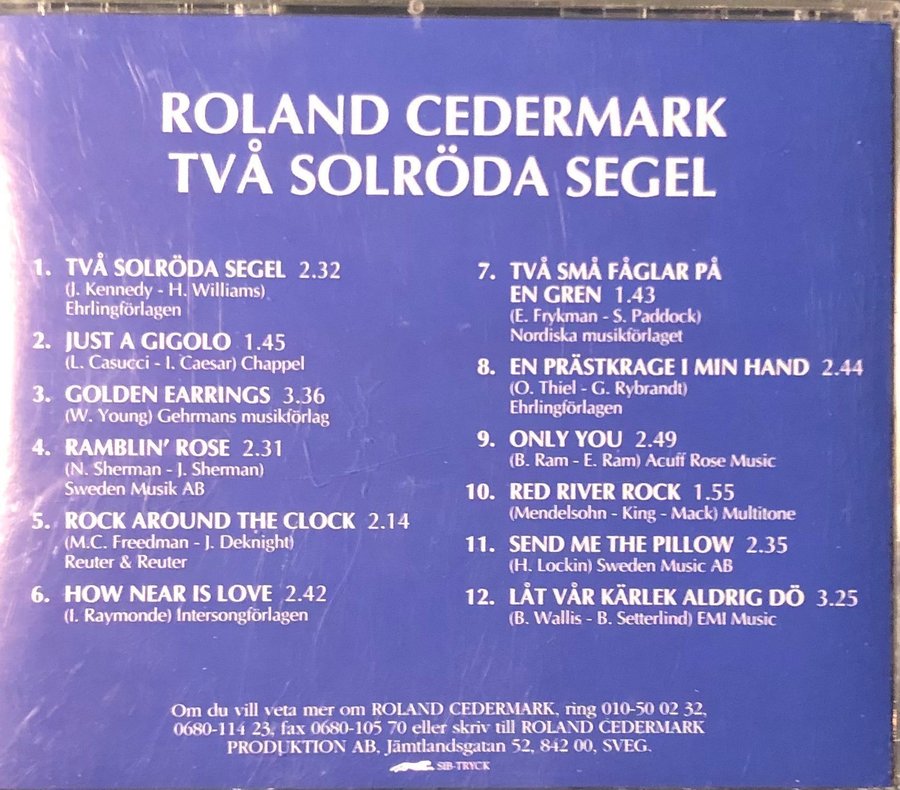 ROLAND CEDERMARK
TVÅ SOLRÖDA SEGEL
1. TVÅ SOLRÖDA SEGEL 2.32
(J. Kennedy - H. Williams)
Ehrlingförlagen
2. JUST A GIGOLO 1.45
(L. Casucci - I. Caesar) Chappel
3. GOLDEN EARRINGS 3.36
(W. Young) Gehrmans musikförlag
4. RAMBLIN' ROSE 2.31
(N. Sherman - J. Sherman)
Sweden Musik AB
5. ROCK AROUND THE CLOCK 2.14
(M.C. Freedman - J. Deknight)
Reuter & Reuter
6. HOW NEAR IS LOVE 2.42
(I. Raymonde) Intersongförlagen
7. TVÅ SMÅ FÅGLAR PÅ
EN GREN 1.43
(E. Frykman - S. Paddock)
Nordiska musikförlaget
8. EN PRÄSTKRAGE I MIN HAND 2.44
(O. Thiel - G. Rybrandt)
Ehrlingförlagen
9. ONLY YOU 2.49
(B. Ram - E. Ram) Acuff Rose Music
10. RED RIVER ROCK 1.55
(Mendelsohn - King - Mack) Multitone
11. SEND ME THE PILLOW 2.35
(H. Lockin) Sweden Music AB
12. LÅT VÅR KÄRLEK ALDRIG DÖ 3.25
(B. Wallis - B. Setterlind) EMI Music
Om du vill veta mer om ROLAND CEDERMARK, ring 010-50 02 32,
0680-114 23, fax 0680-105 70 eller skriv till ROLAND CEDERMARK
PRODUKTION AB, Jämtlandsgatan 52, 842 00, SVEG.
SIB-TRYCK